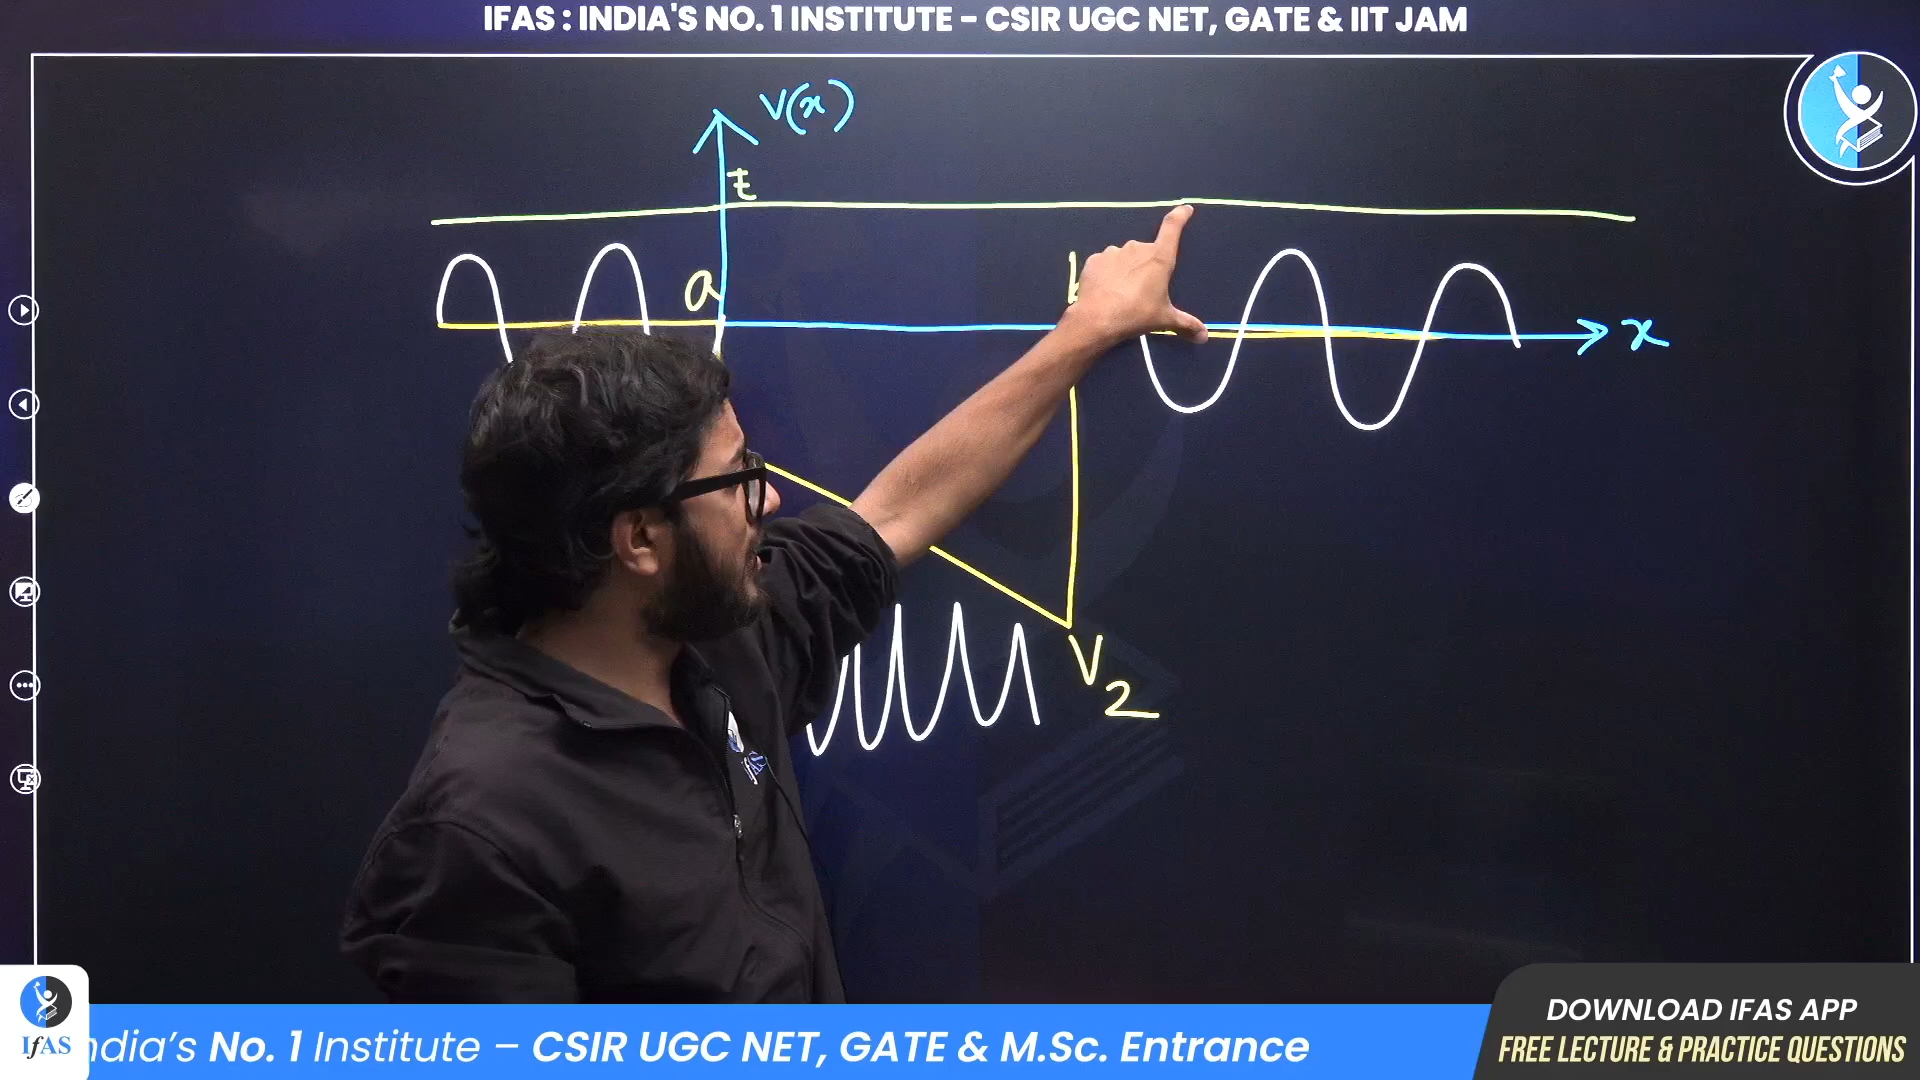 IFAS : INDIA'S NO. 1 INSTITUTE - CSIR UGC NET, GATE & IIT JAM
V(x)
E
a
x
V2
IFAS
IfAS
ndia's No. 1 Institute – CSIR UGC NET, GATE & M.Sc. Entrance
DOWNLOAD IFAS APP
FREE LECTURE & PRACTICE QUESTIONS